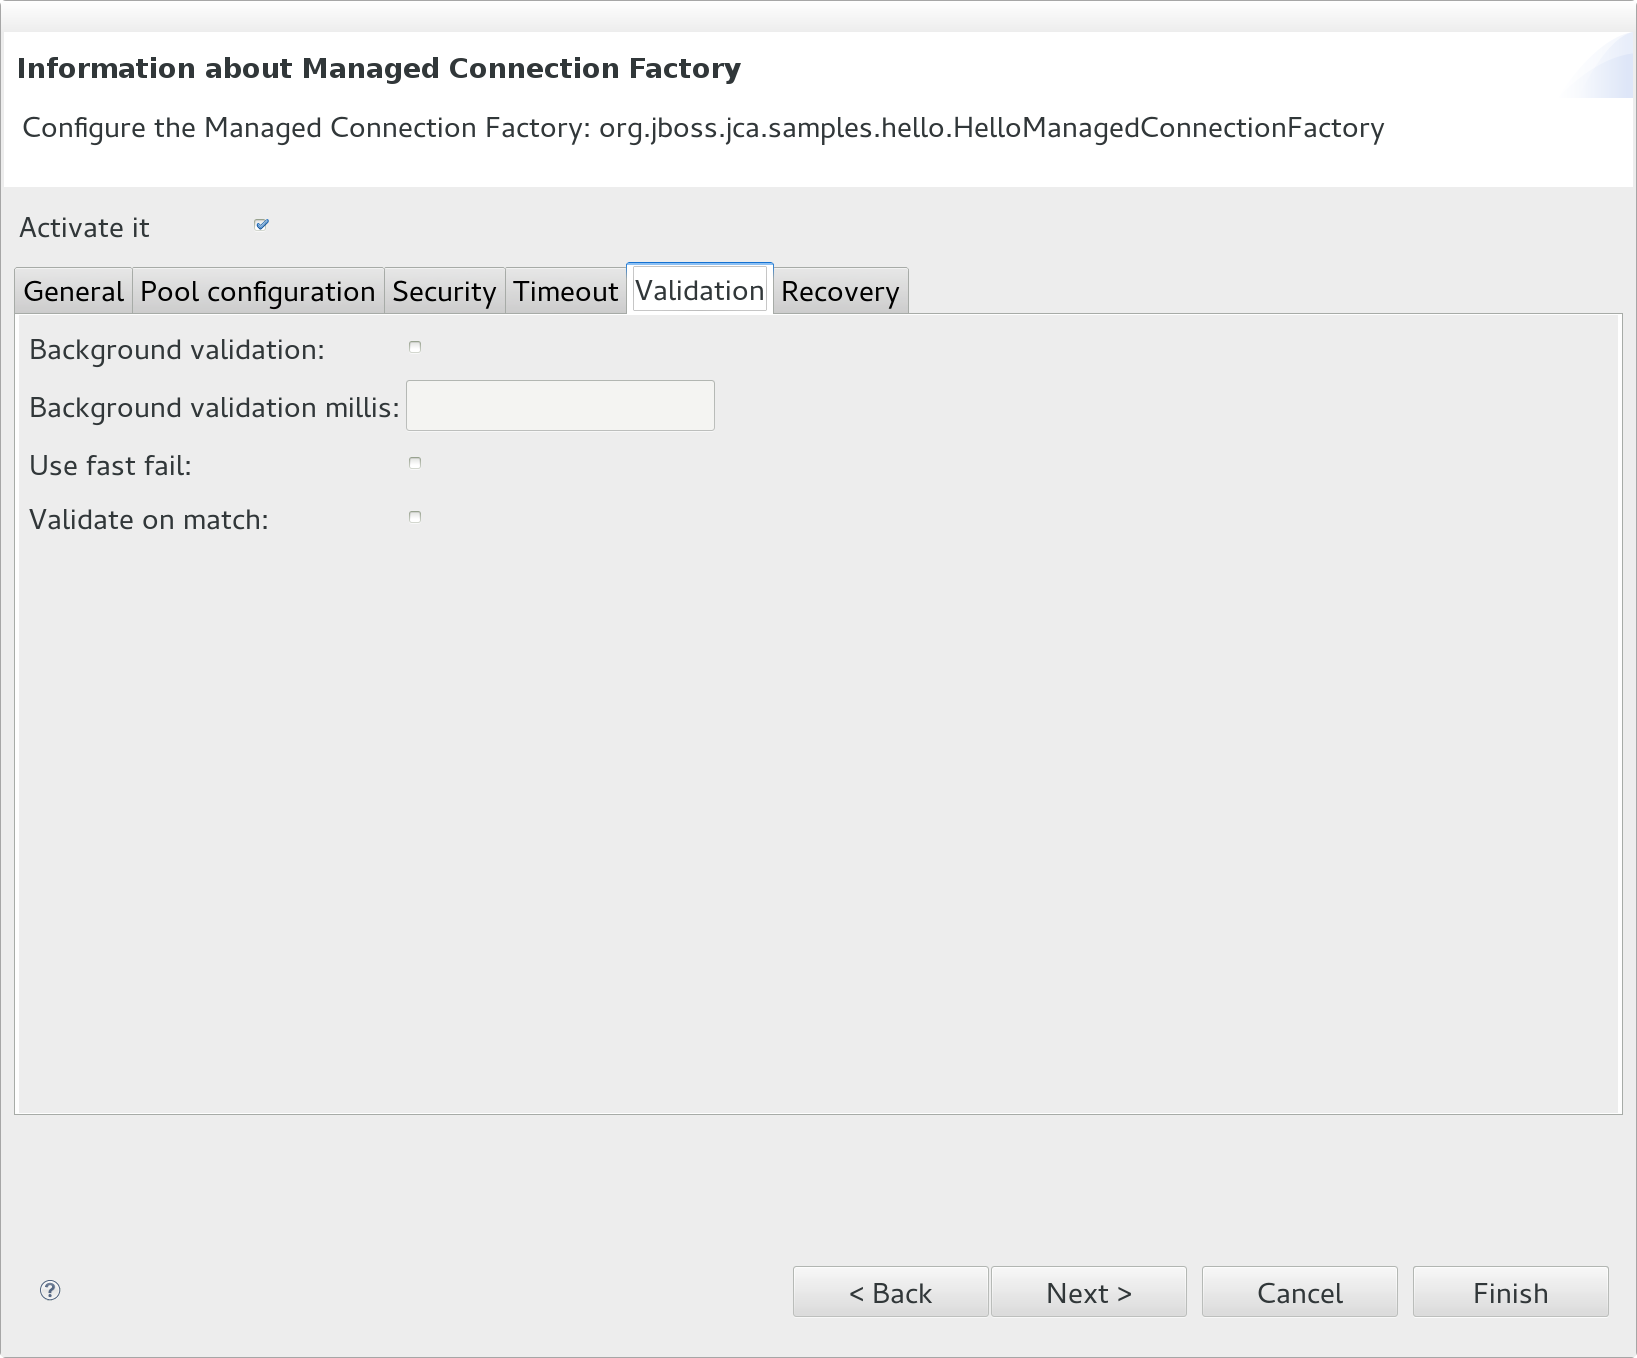 Information about Managed Connection Factory
Configure the Managed Connection Factory: org.jboss.jca.samples.hello.HelloManagedConnectionFactory
Activate it
General Pool configuration Security Timeout Validation Recovery
Background validation:
Background validation millis:
Use fast fail:
Validate on match:
? < Back Next > Cancel Finish